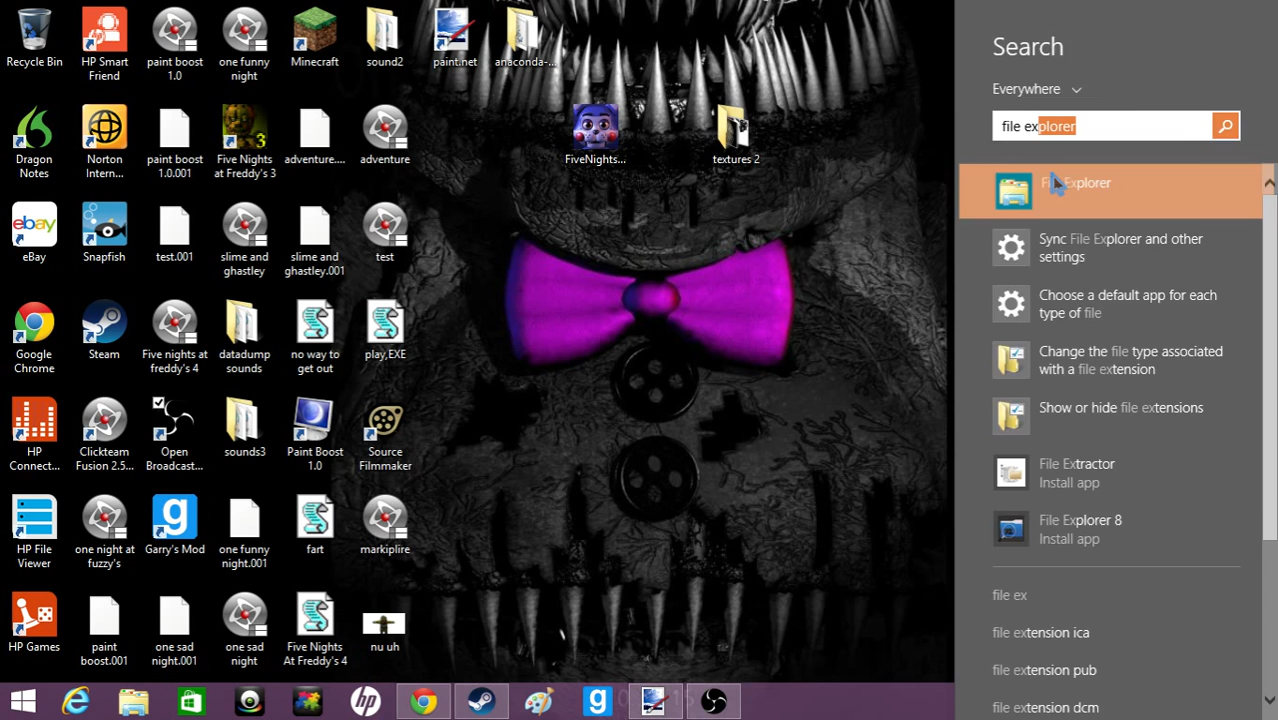 Recycle Bin
HP Smart
Friend
paint boost
1.0
one funny
night
Minecraft
sound2
paint.net
anaconda-...
Dragon
Notes
Norton
Intern...
paint boost
1.0.001
Five Nights
at Freddy's 3
adventure....
adventure
FiveNights...
textures 2
eBay
Snapfish
test.001
slime and
ghastley
slime and
ghastley.001
test
Google
Chrome
Steam
Five nights at
freddy's 4
datadump
sounds
no way to
get out
play,EXE
HP
Connect...
Clickteam
Fusion 2.5...
Open
Broadcast...
sounds3
Paint Boost
1.0
Source
Filmmaker
HP File
Viewer
one night at
fuzzy's
Garry's Mod
one funny
night.001
fart
markiplire
HP Games
paint
boost.001
one sad
night.001
one sad
night
Five Nights
At Freddy's 4
nu uh
Search
Everywhere
file explorer
File Explorer
Sync File Explorer and other
settings
Choose a default app for each
type of file
Change the file type associated
with a file extension
Show or hide file extensions
File Extractor
Install app
File Explorer 8
Install app
file ex
file extension ica
file extension pub
file extension dcm